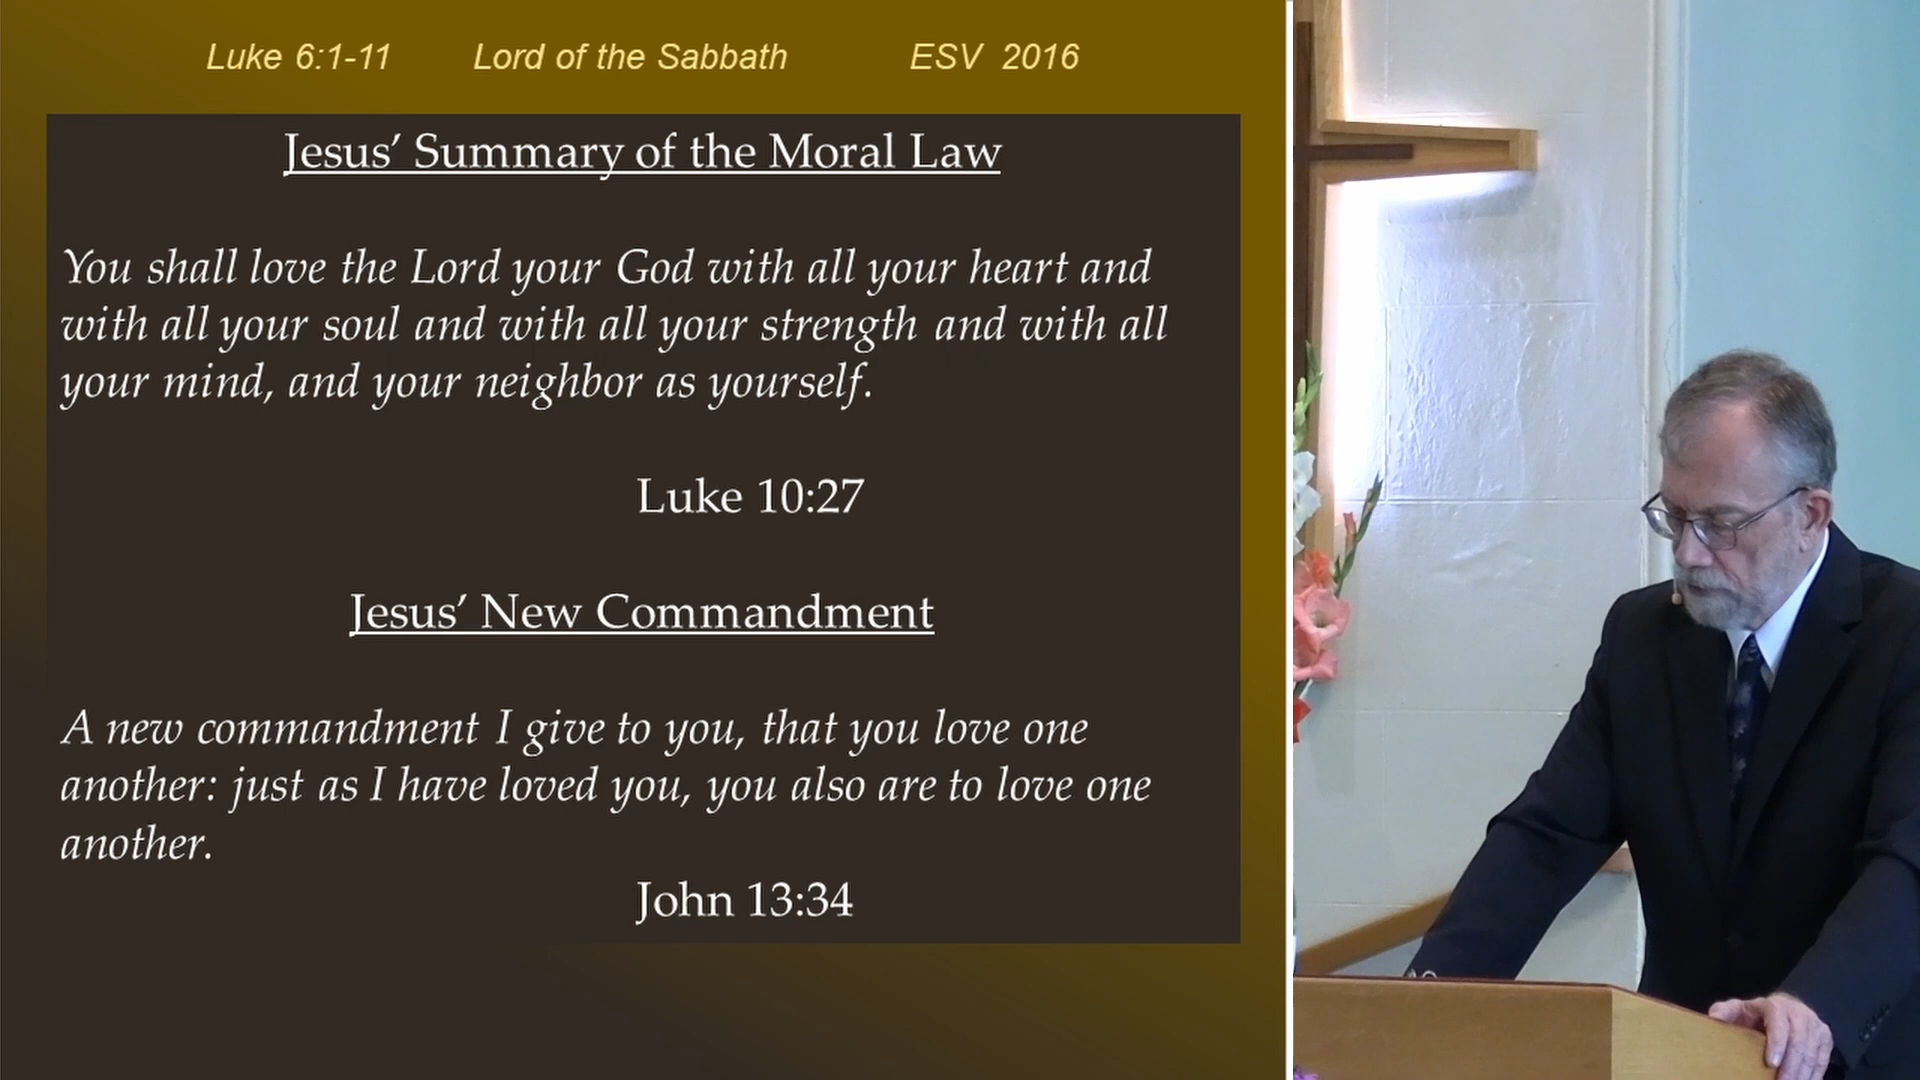 Luke 6:1-11 Lord of the Sabbath ESV 2016
Jesus’ Summary of the Moral Law
You shall love the Lord your God with all your heart and
with all your soul and with all your strength and with all
your mind, and your neighbor as yourself.
Luke 10:27
Jesus’ New Commandment
A new commandment I give to you, that you love one
another: just as I have loved you, you also are to love one
another.
John 13:34